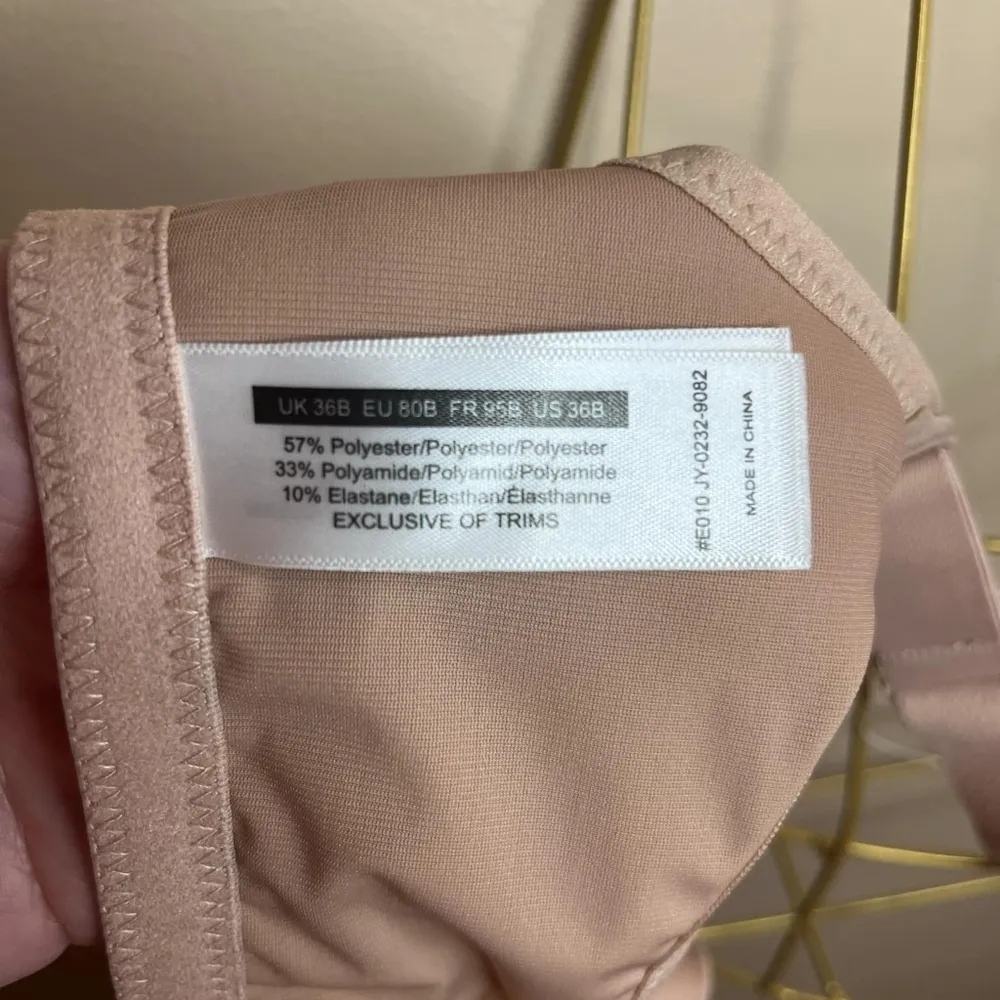 UK 36B EU 80B FR 95B US 36B
57% Polyester/Polyester/Polyester
33% Polyamide/Polyamid/Polyamide
10% Elastane/Elasthan/Élasthanne
EXCLUSIVE OF TRIMS
#E010 JY-0232-9082
MADE IN CHINA